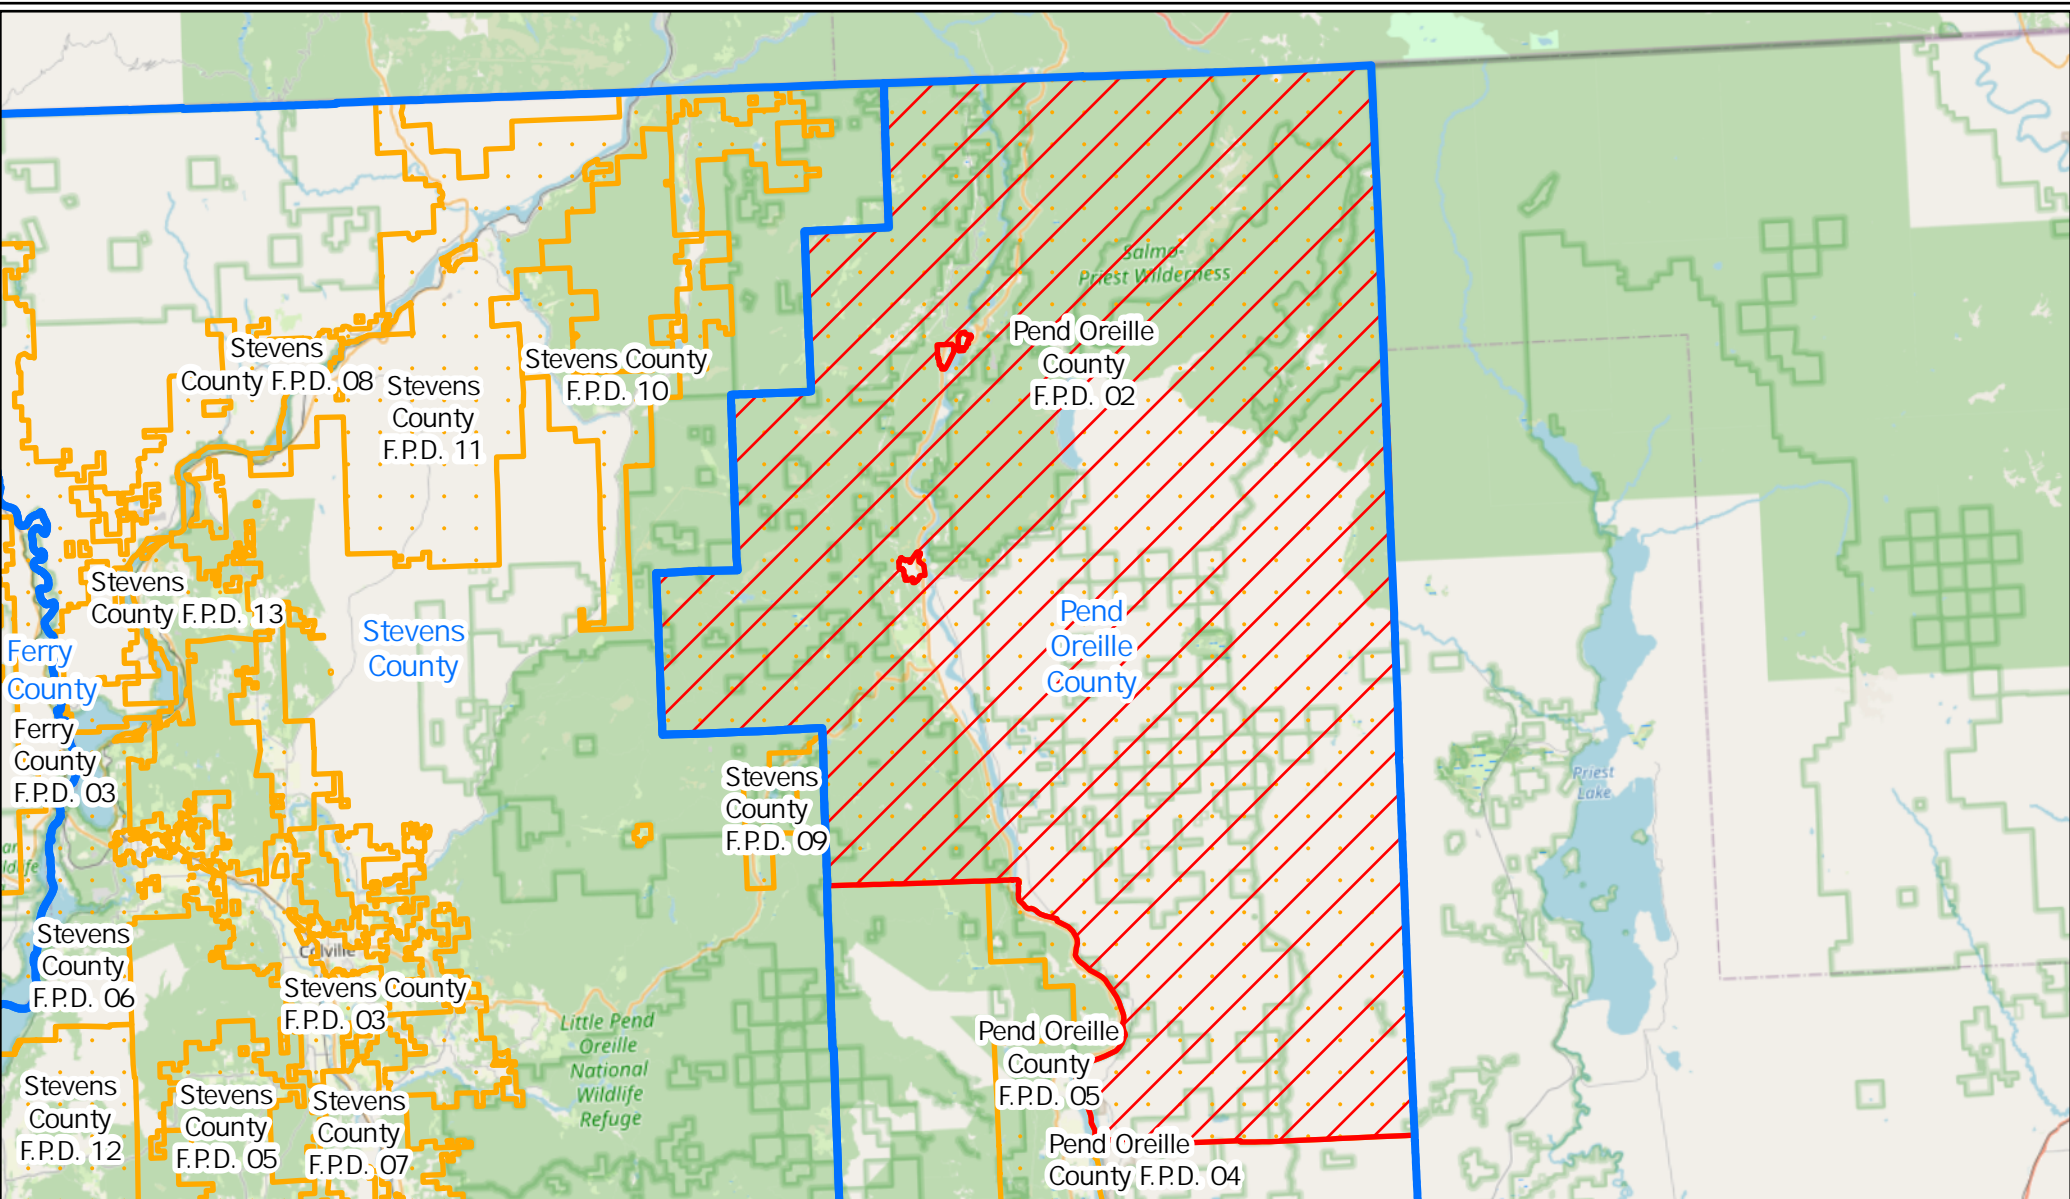 Salmo-
Priest Wilderness
Pend Oreille
County
F.P.D. 02
Stevens
County F.P.D. 08
Stevens County
F.P.D. 10
Stevens
County
F.P.D. 11
Stevens
County F.P.D. 13
Pend
Oreille
County
Stevens
County
Ferry
County
Ferry
County
F.P.D. 03
Stevens
County
F.P.D. 09
Priest
Lake
Stevens
County
F.P.D. 06
Colville
Stevens County
F.P.D. 03
Little Pend
Oreille
National
Wildlife
Refuge
Pend Oreille
County
F.P.D. 05
Stevens
County
F.P.D. 12
Stevens
County
F.P.D. 05
Stevens
County
F.P.D. 07
Pend Oreille
County F.P.D. 04